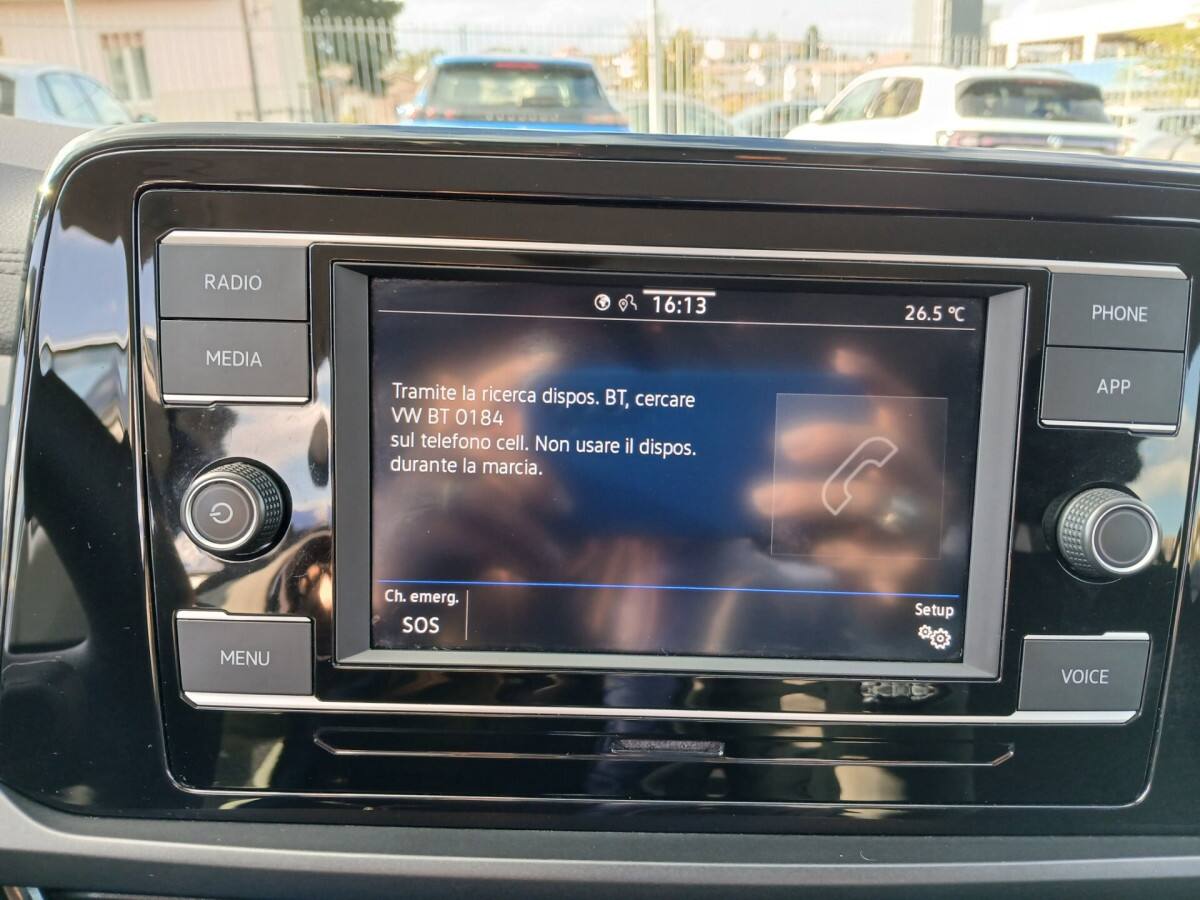 RADIO
MEDIA
16:13
26.5 °C
PHONE
APP
Tramite la ricerca dispos. BT, cercare
VW BT 0184
sul telefono cell. Non usare il dispos.
durante la marcia.
Ch. emerg.
SOS
Setup
MENU
VOICE